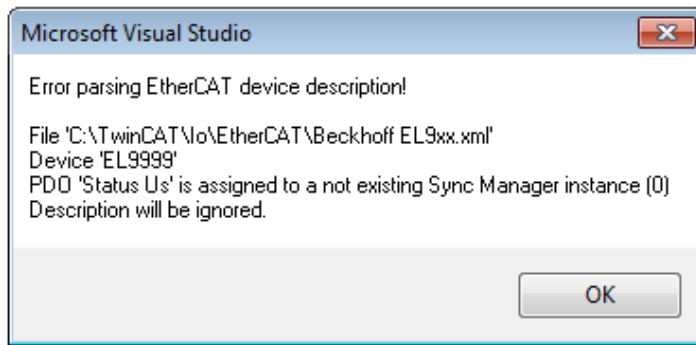 Microsoft Visual Studio
Error parsing EtherCAT device description!
File 'C:\TwinCAT\Io\EtherCAT\Beckhoff EL9xx.xml'
Device 'EL9999'
PDO 'Status Us' is assigned to a not existing Sync Manager instance (0)
Description will be ignored.
OK